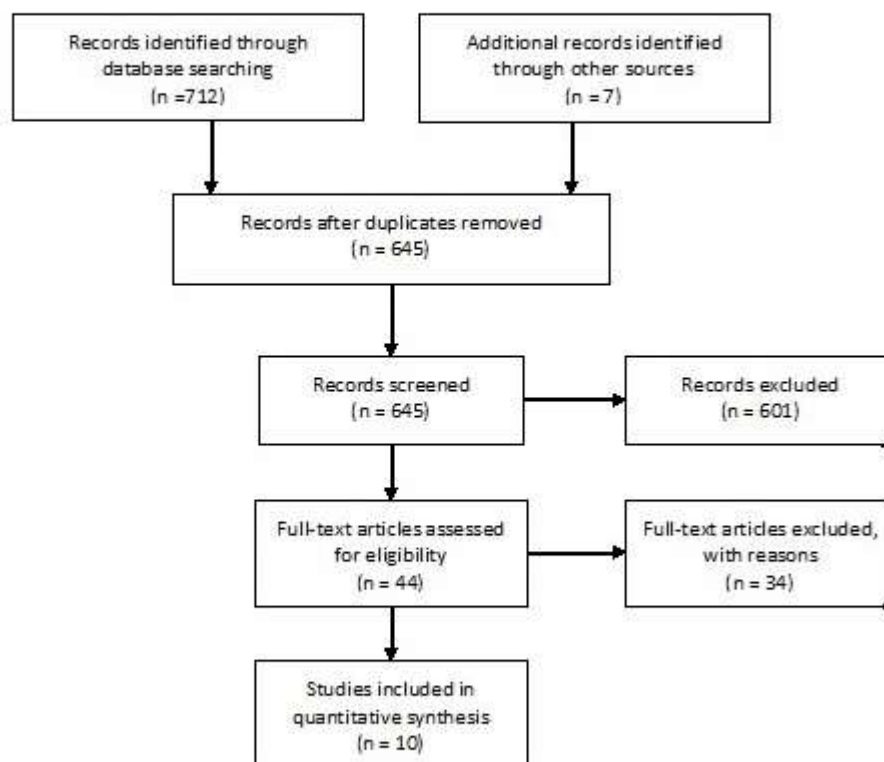 Records identified through
database searching
(n =712)
Additional records identified
through other sources
(n = 7)
Records after duplicates removed
(n = 645)
Records screened
(n = 645)
Records excluded
(n = 601)
Full-text articles assessed
for eligibility
(n = 44)
Full-text articles excluded,
with reasons
(n = 34)
Studies included in
quantitative synthesis
(n = 10)